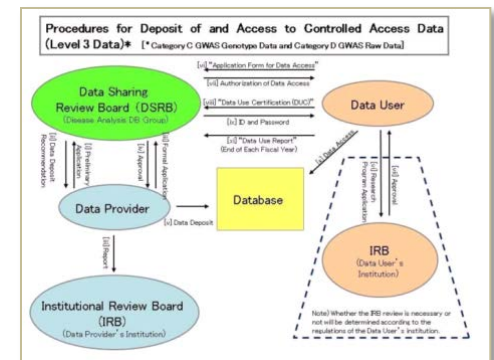 Procedures for Deposit of and Access to Controlled Access Data
(Level 3 Data)* [*Category C GWAS Genotype Data and Category D GWAS Raw Data]
[vi] "Application Form for Data Access"
[vii] Authorization of Data Access
Data Sharing
Review Board (DSRB)
(Disease Analysis DB Group)
[viii] "Data Use Certification (DUC)"
[ix] ID and Password
[xi] "Data Use Report"
(End of Each Fiscal Year)
Data User
[x] Data Access
[ii] Data Deposit
Recommendation
[i] Preliminary
Application
[iv] Approval
Formal Application
Data Provider
Database
Data Deposit
Research
Program Application
Approval
[iii] Report
IRB
(Data User's
Institution)
Institutional Review Board
(IRB)
(Data Provider's Institution)
Note) Whether the IRB review is necessary or
not will be determined according to the
regulations of the Data User's institution.